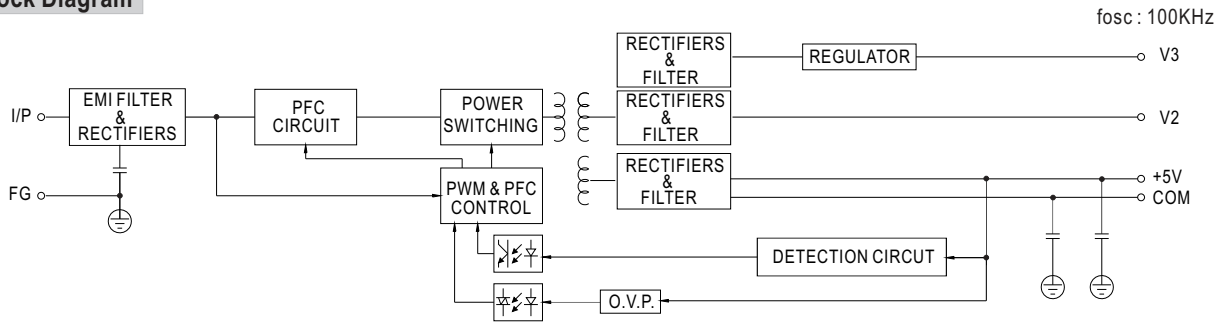 ock Diagram
fosc : 100KHz
RECTIFIERS
&
FILTER
REGULATOR
V3
I/P
EMI FILTER
&
RECTIFIERS
PFC
CIRCUIT
POWER
SWITCHING
RECTIFIERS
&
FILTER
V2
FG
PWM & PFC
CONTROL
RECTIFIERS
&
FILTER
+5V
COM
DETECTION CIRCUT
O.V.P.